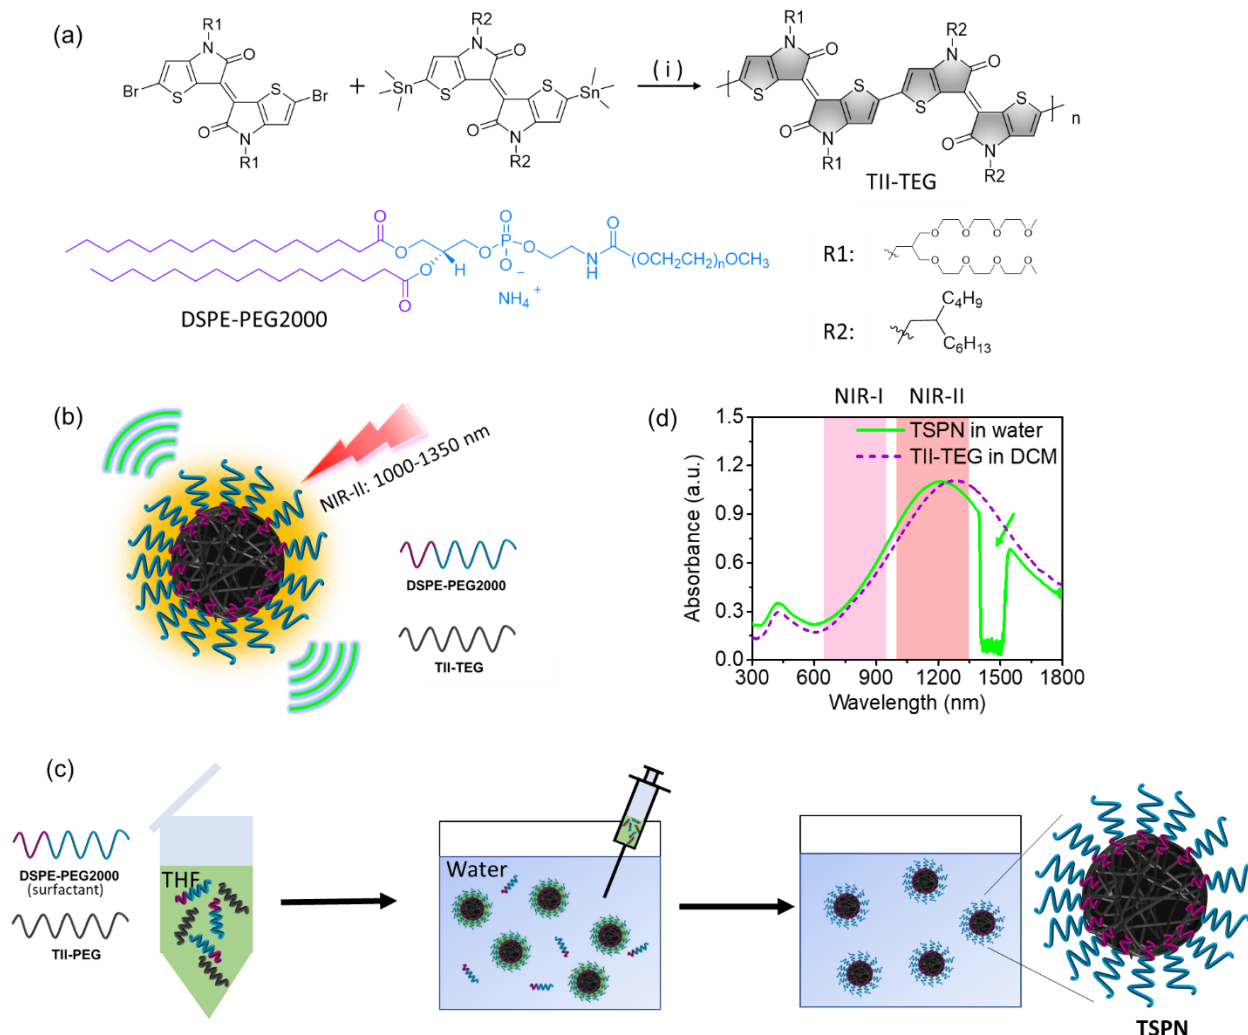 (a)
R1
N
O
Br
S
S
Br
O
N
R1
+
R2
N
O
Sn
S
S
Sn
O
N
R2
( i )
R1
N
O
S
S
O
N
R1
R2
N
O
S
S
O
N
R2
n
TII-TEG
O
O
O
O
O
H
O
P
O
O
–
NH4 +
N
H
O
(OCH2CH2)nOCH3
DSPE-PEG2000
R1:
O O O O
O O O O
R2:
C4H9
C6H13
(b)
NIR-II: 1000-1350 nm
DSPE-PEG2000
TII-TEG
(d)
NIR-I
NIR-II
TSPN in water
TII-TEG in DCM
Absorbance (a.u.)
1.5
1.2
0.9
0.6
0.3
0.0
300 600 900 1200 1500 1800
Wavelength (nm)
(c)
DSPE-PEG2000
(surfactant)
TII-PEG
THF
Water
TSPN